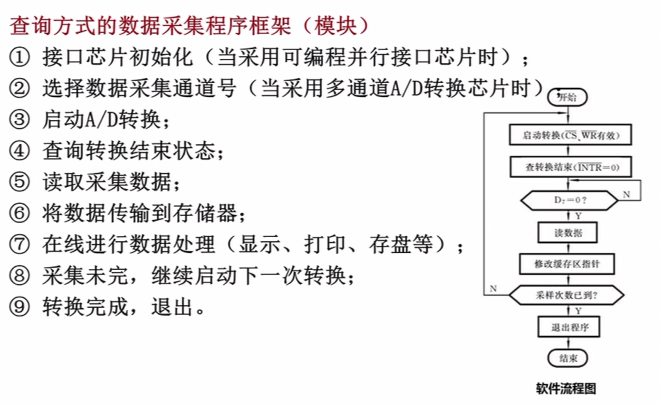 查询方式的数据采集程序框架（模块）
① 接口芯片初始化（当采用可编程并行接口芯片时）;
② 选择数据采集通道号（当采用多通道A/D转换芯片时）;
③ 启动A/D转换;
④ 查询转换结束状态;
⑤ 读取采集数据;
⑥ 将数据传输到存储器;
⑦ 在线进行数据处理（显示、打印、存盘等）;
⑧ 采集未完，继续启动下一次转换;
⑨ 转换完成，退出。
开始
启动转换(C̅S̅、W̅R̅有效)
查转换结束(I̅N̅T̅R̅=0)
D₇=0?
N
Y
读数据
修改缓存区指针
N
采样次数已到?
Y
退出程序
结束
软件流程图